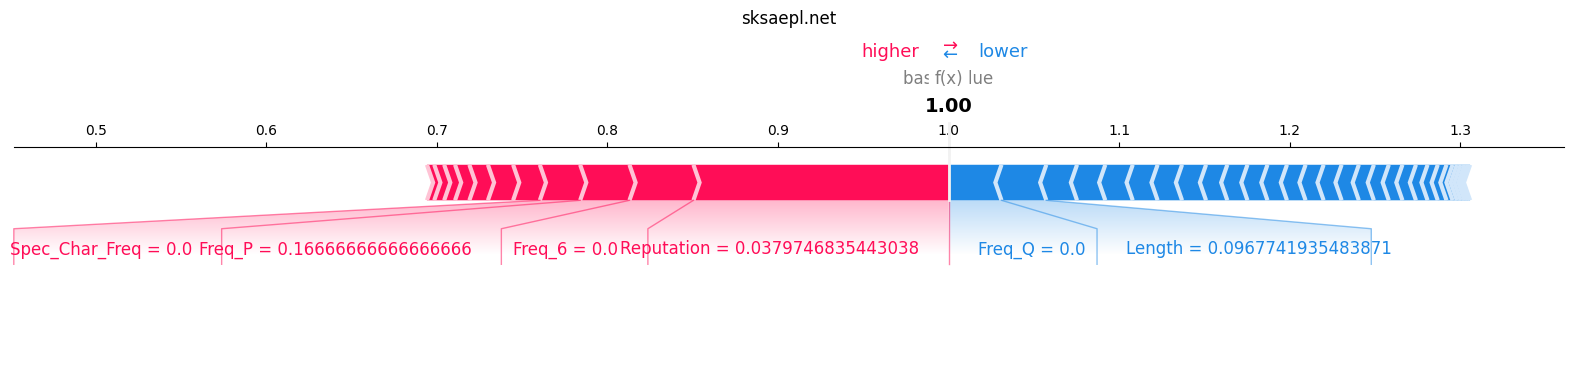 sksaepl.net
higher ⇄ lower
f(x)
1.00
0.5 0.6 0.7 0.8 0.9 1.0 1.1 1.2 1.3
Spec_Char_Freq = 0.0 Freq_P = 0.16666666666666666 Freq_6 = 0.0 Reputation = 0.0379746835443038 Freq_Q = 0.0 Length = 0.0967741935483871